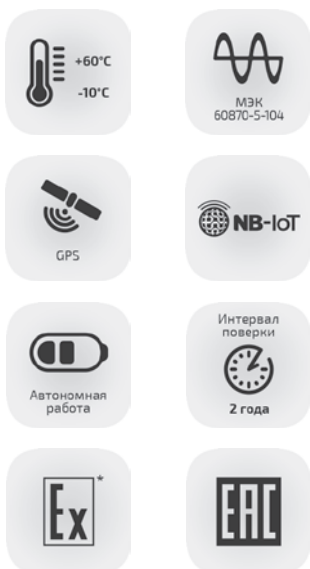 +60°C
-10°C
МЭК
60870-5-104
GPS
NB-IoT
Автономная
работа
Интервал
поверки
2 года
Ex*
EAC